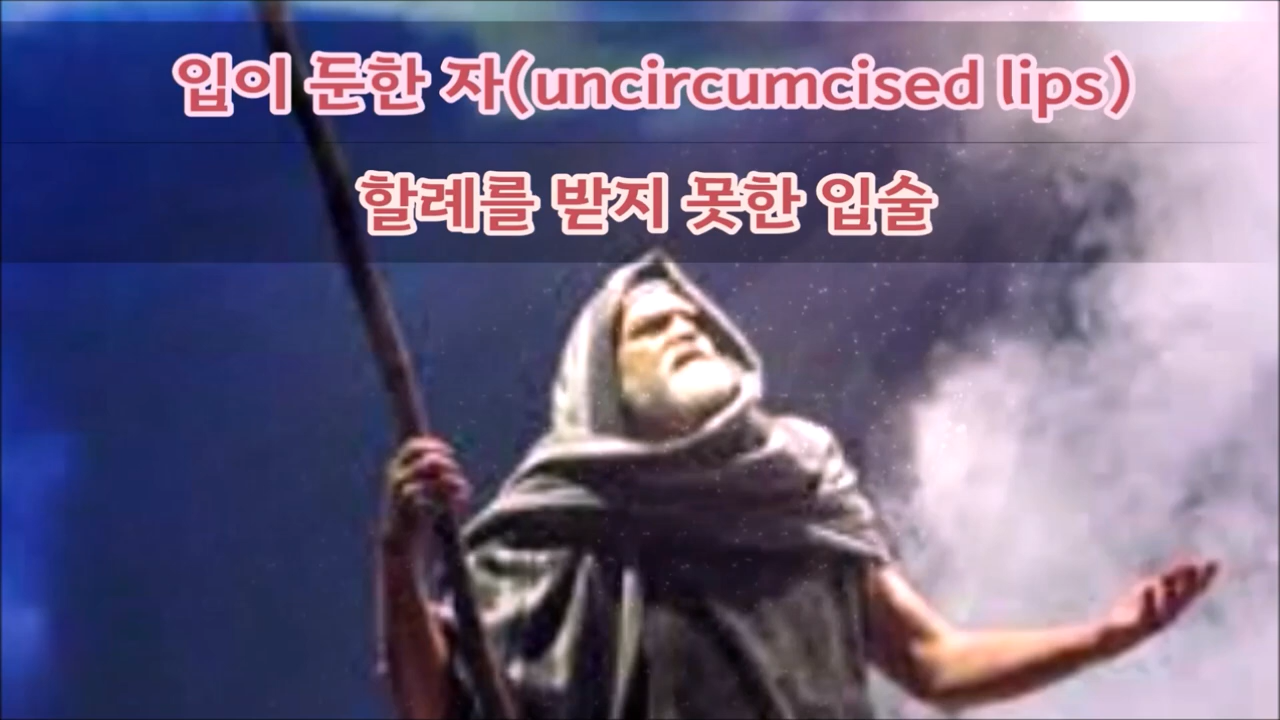 입이 둔한 자(uncircumcised lips)
할례를 받지 못한 입술